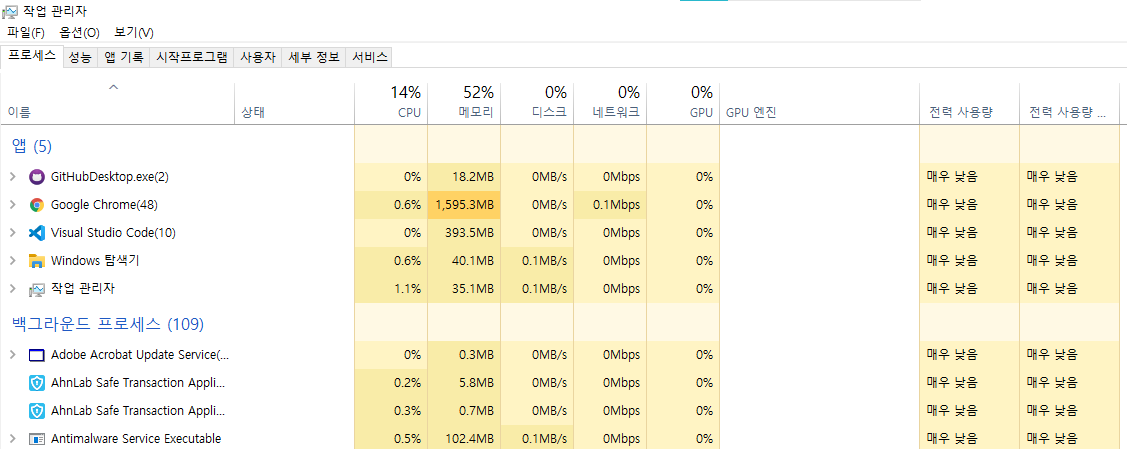 작업 관리자
파일(F) 옵션(O) 보기(V)
프로세스 성능 앱 기록 시작프로그램 사용자 세부 정보 서비스
14% 52% 0% 0% 0%
이름 상태 CPU 메모리 디스크 네트워크 GPU GPU 엔진 전력 사용량 전력 사용량 ...
앱 (5)
GitHubDesktop.exe(2) 0% 18.2MB 0MB/s 0Mbps 0% 매우 낮음 매우 낮음
Google Chrome(48) 0.6% 1,595.3MB 0MB/s 0.1Mbps 0% 매우 낮음 매우 낮음
Visual Studio Code(10) 0% 393.5MB 0MB/s 0Mbps 0% 매우 낮음 매우 낮음
Windows 탐색기 0.6% 40.1MB 0.1MB/s 0Mbps 0% 매우 낮음 매우 낮음
작업 관리자 1.1% 35.1MB 0.1MB/s 0Mbps 0% 매우 낮음 매우 낮음
백그라운드 프로세스 (109)
Adobe Acrobat Update Service(... 0% 0.3MB 0MB/s 0Mbps 0% 매우 낮음 매우 낮음
AhnLab Safe Transaction Appli... 0.2% 5.8MB 0MB/s 0Mbps 0% 매우 낮음 매우 낮음
AhnLab Safe Transaction Appli... 0.3% 0.7MB 0MB/s 0Mbps 0% 매우 낮음 매우 낮음
Antimalware Service Executable 0.5% 102.4MB 0.1MB/s 0Mbps 0% 매우 낮음 매우 낮음